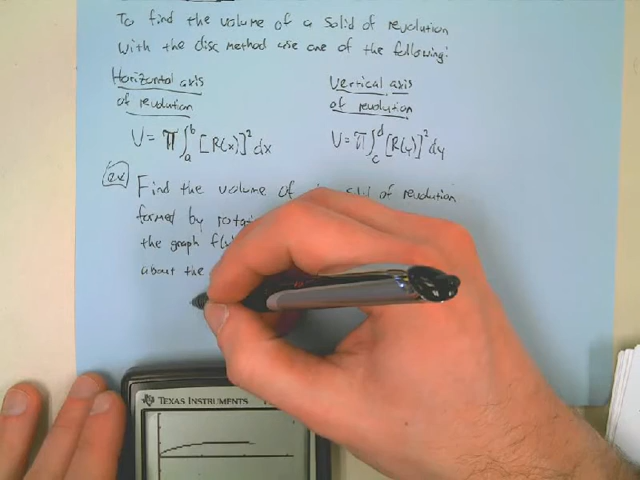 To find the volume of a solid of revolution
with the disc method use one of the following:
Horizontal axis
of revolution
V = π∫ₐᵇ [R(x)]² dx
Vertical axis
of revolution
V = π∫_c^d [R(y)]² dy
ex Find the volume of solid of revolution
formed by
the graph f(x)
about the
TEXAS INSTRUMENTS